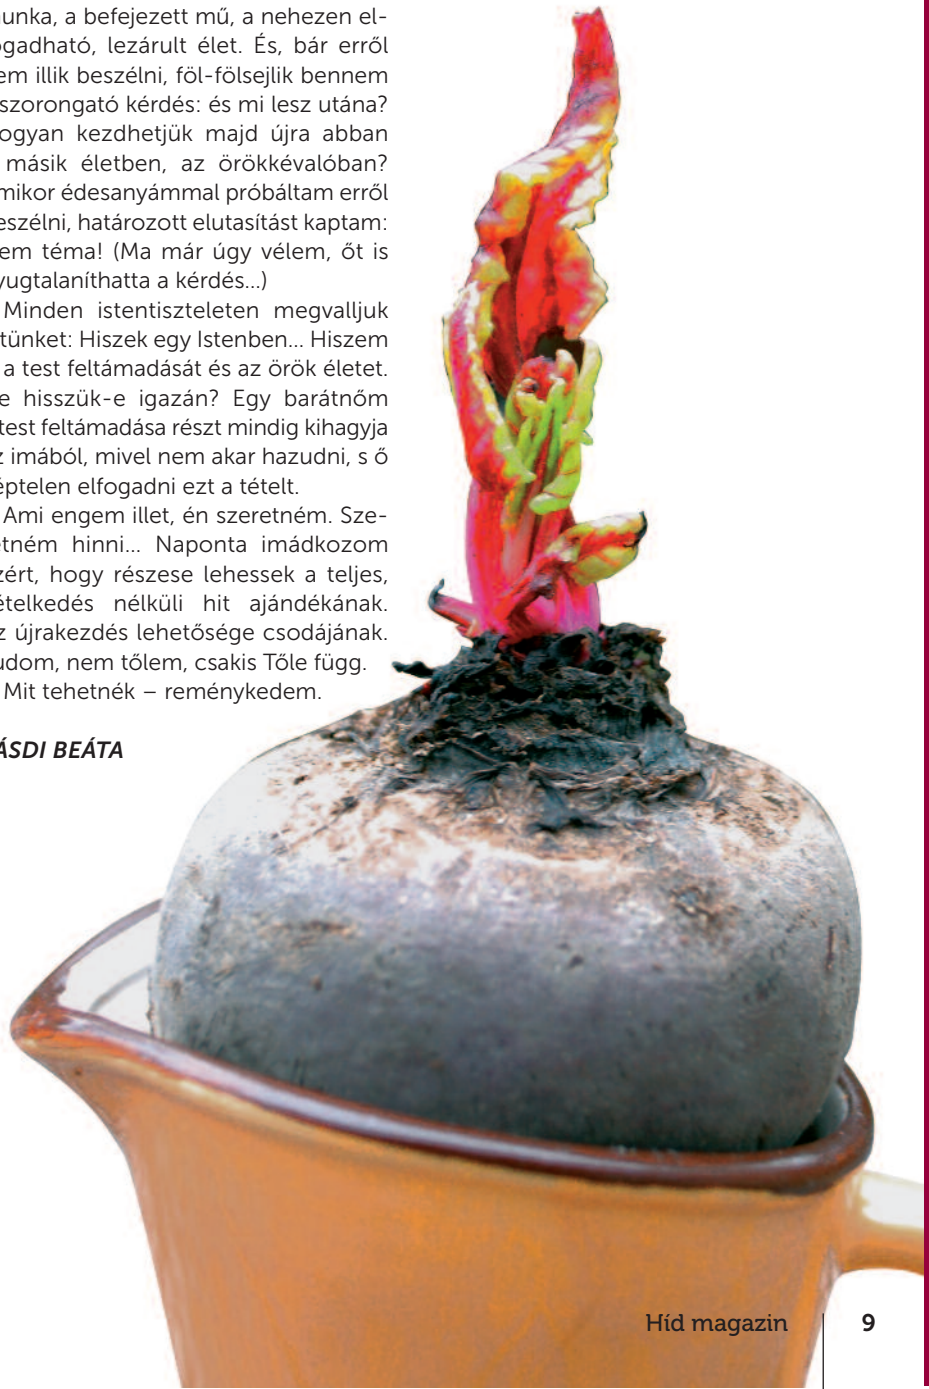 unka, a befejezett mű, a nehezen el-
gadható, lezárult élet. És, bár erről
em illik beszélni, föl-fölsejlik bennem
szorongató kérdés: és mi lesz utána?
ogyan kezdhetjük majd újra abban
másik életben, az örökkévalóban?
mikor édesanyámmal próbáltam erről
eszélni, határozott elutasítást kaptam:
em téma! (Ma már úgy vélem, őt is
yugtalaníthatta a kérdés...)
Minden istentiszteleten megvalljuk
tünket: Hiszek egy Istenben... Hiszem
a test feltámadását és az örök életet.
e hisszük-e igazán? Egy barátnőm
test feltámadása részt mindig kihagyja
z imából, mivel nem akar hazudni, s ő
éptelen elfogadni ezt a tételt.
Ami engem illet, én szeretném. Sze-
etném hinni... Naponta imádkozom
zért, hogy részese lehessek a teljes,
ételkedés nélküli hit ajándékának.
z újrakezdés lehetősége csodájának.
udom, nem tőlem, csakis Tőle függ.
Mit tehetnék – reménykedem.
ÁSDI BEÁTA
Híd magazin 9